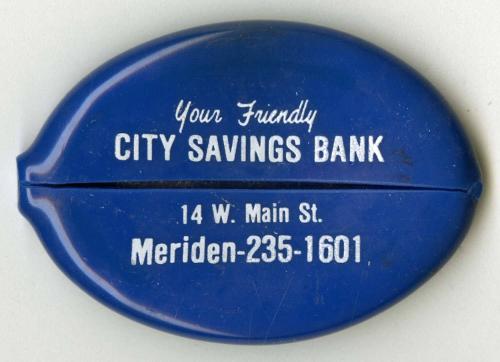 Your Friendly
CITY SAVINGS BANK
14 W. Main St.
Meriden-235-1601